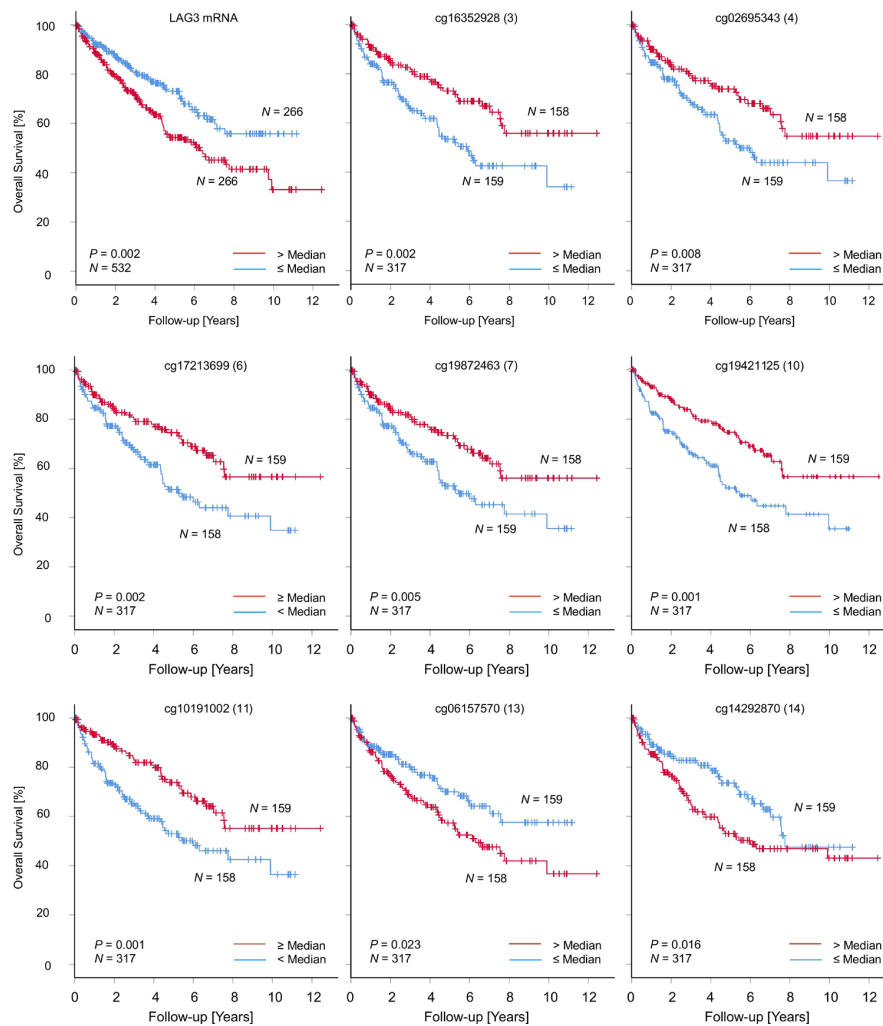 LAG3 mRNA
Overall Survival [%]
100
80
60
40
20
0
N = 266
N = 266
P = 0.002
N = 532
> Median
≤ Median
0 2 4 6 8 10 12
Follow-up [Years]
cg16352928 (3)
N = 158
N = 159
P = 0.002
N = 317
> Median
≤ Median
0 2 4 6 8 10 12
Follow-up [Years]
cg02695343 (4)
N = 158
N = 159
P = 0.008
N = 317
> Median
≤ Median
0 2 4 6 8 10 12
Follow-up [Years]
cg17213699 (6)
Overall Survival [%]
100
80
60
40
20
0
N = 159
N = 158
P = 0.002
N = 317
≥ Median
< Median
0 2 4 6 8 10 12
Follow-up [Years]
cg19872463 (7)
N = 158
N = 159
P = 0.005
N = 317
> Median
≤ Median
0 2 4 6 8 10 12
Follow-up [Years]
cg19421125 (10)
N = 159
N = 158
P = 0.001
N = 317
> Median
≤ Median
0 2 4 6 8 10 12
Follow-up [Years]
cg10191002 (11)
Overall Survival [%]
100
80
60
40
20
0
N = 159
N = 158
P = 0.001
N = 317
≥ Median
< Median
0 2 4 6 8 10 12
Follow-up [Years]
cg06157570 (13)
N = 159
N = 158
P = 0.023
N = 317
> Median
≤ Median
0 2 4 6 8 10 12
Follow-up [Years]
cg14292870 (14)
N = 159
N = 158
P = 0.016
N = 317
> Median
≤ Median
0 2 4 6 8 10 12
Follow-up [Years]